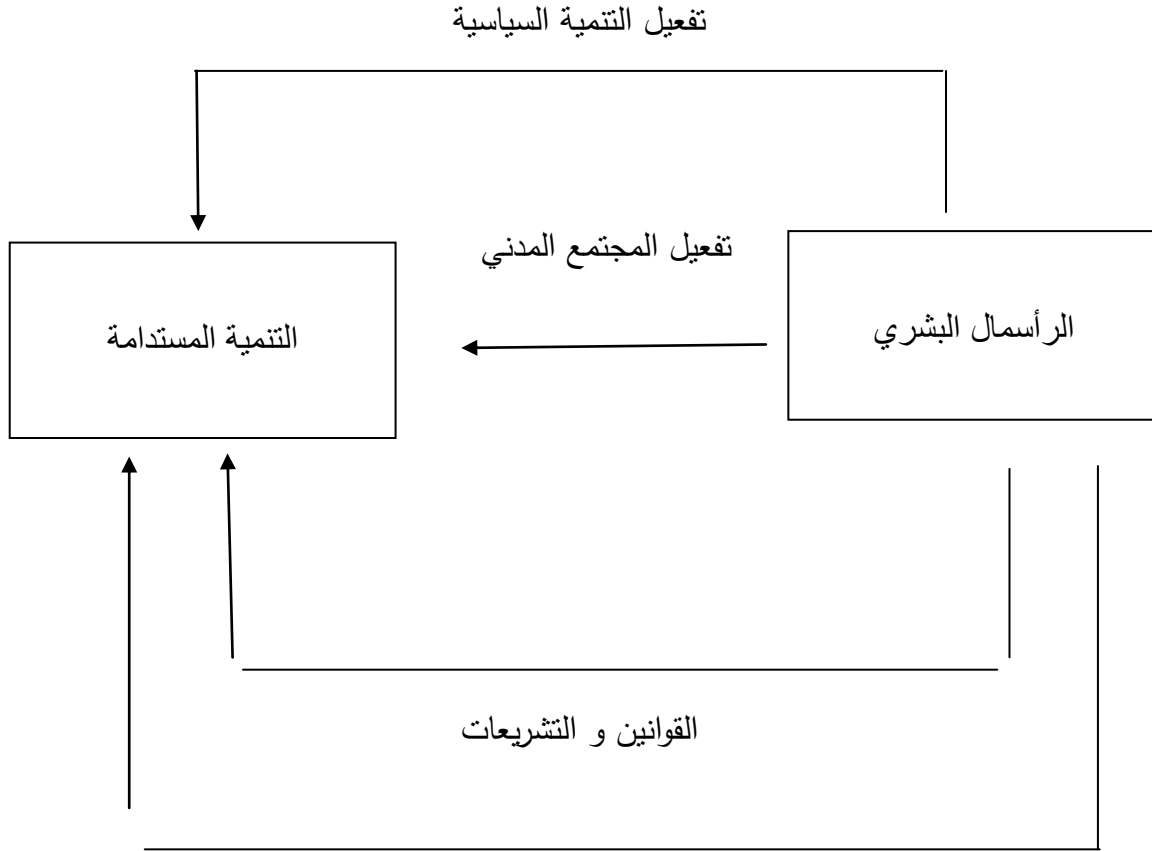 تفعيل التنمية السياسية
تفعيل المجتمع المدني
الرأسمال البشري
التنمية المستدامة
القوانين و التشريعات